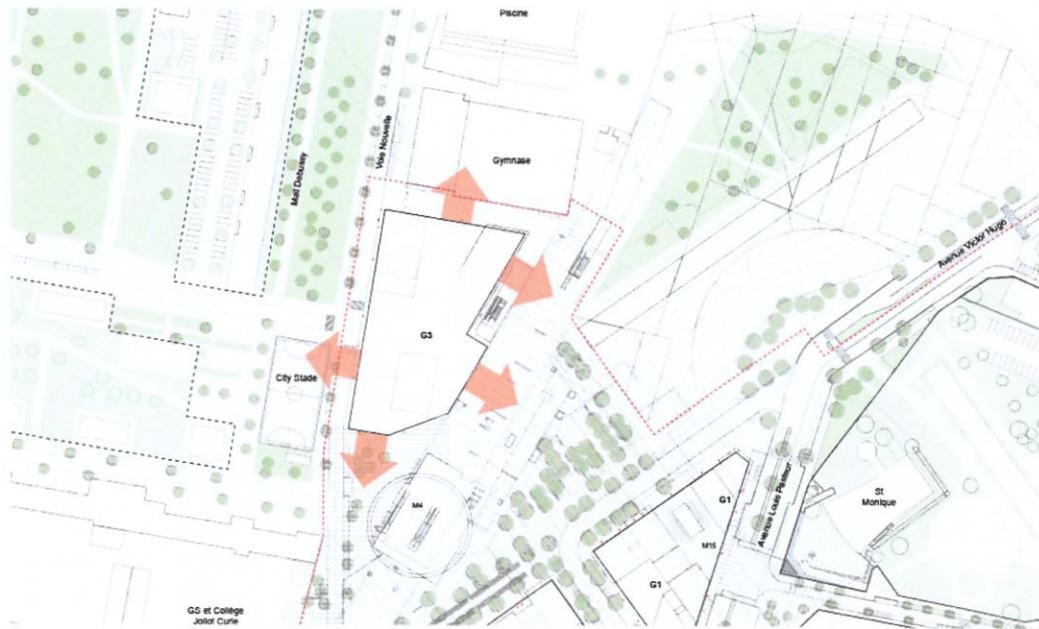 Piscine
Mail Debussy
Voie Nouvelle
Gymnase
Avenue Victor Hugo
G3
City Stade
M4
G1
Avenue Louis Pasteur
St
Monique
M15
G1
GS et Collège
Joliot Curie